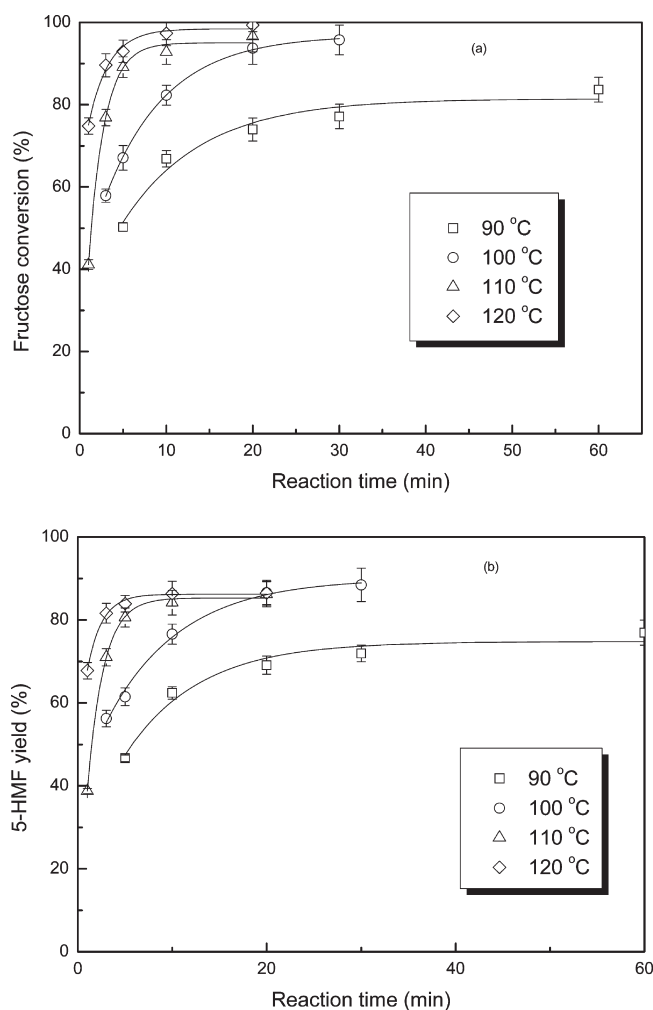 100
80
60
40
20
0
Fructose conversion (%)
(a)
90 °C
100 °C
110 °C
120 °C
0 10 20 30 40 50 60
Reaction time (min)
100
80
60
40
20
0
5-HMF yield (%)
(b)
90 °C
100 °C
110 °C
120 °C
0 20 40 60
Reaction time (min)